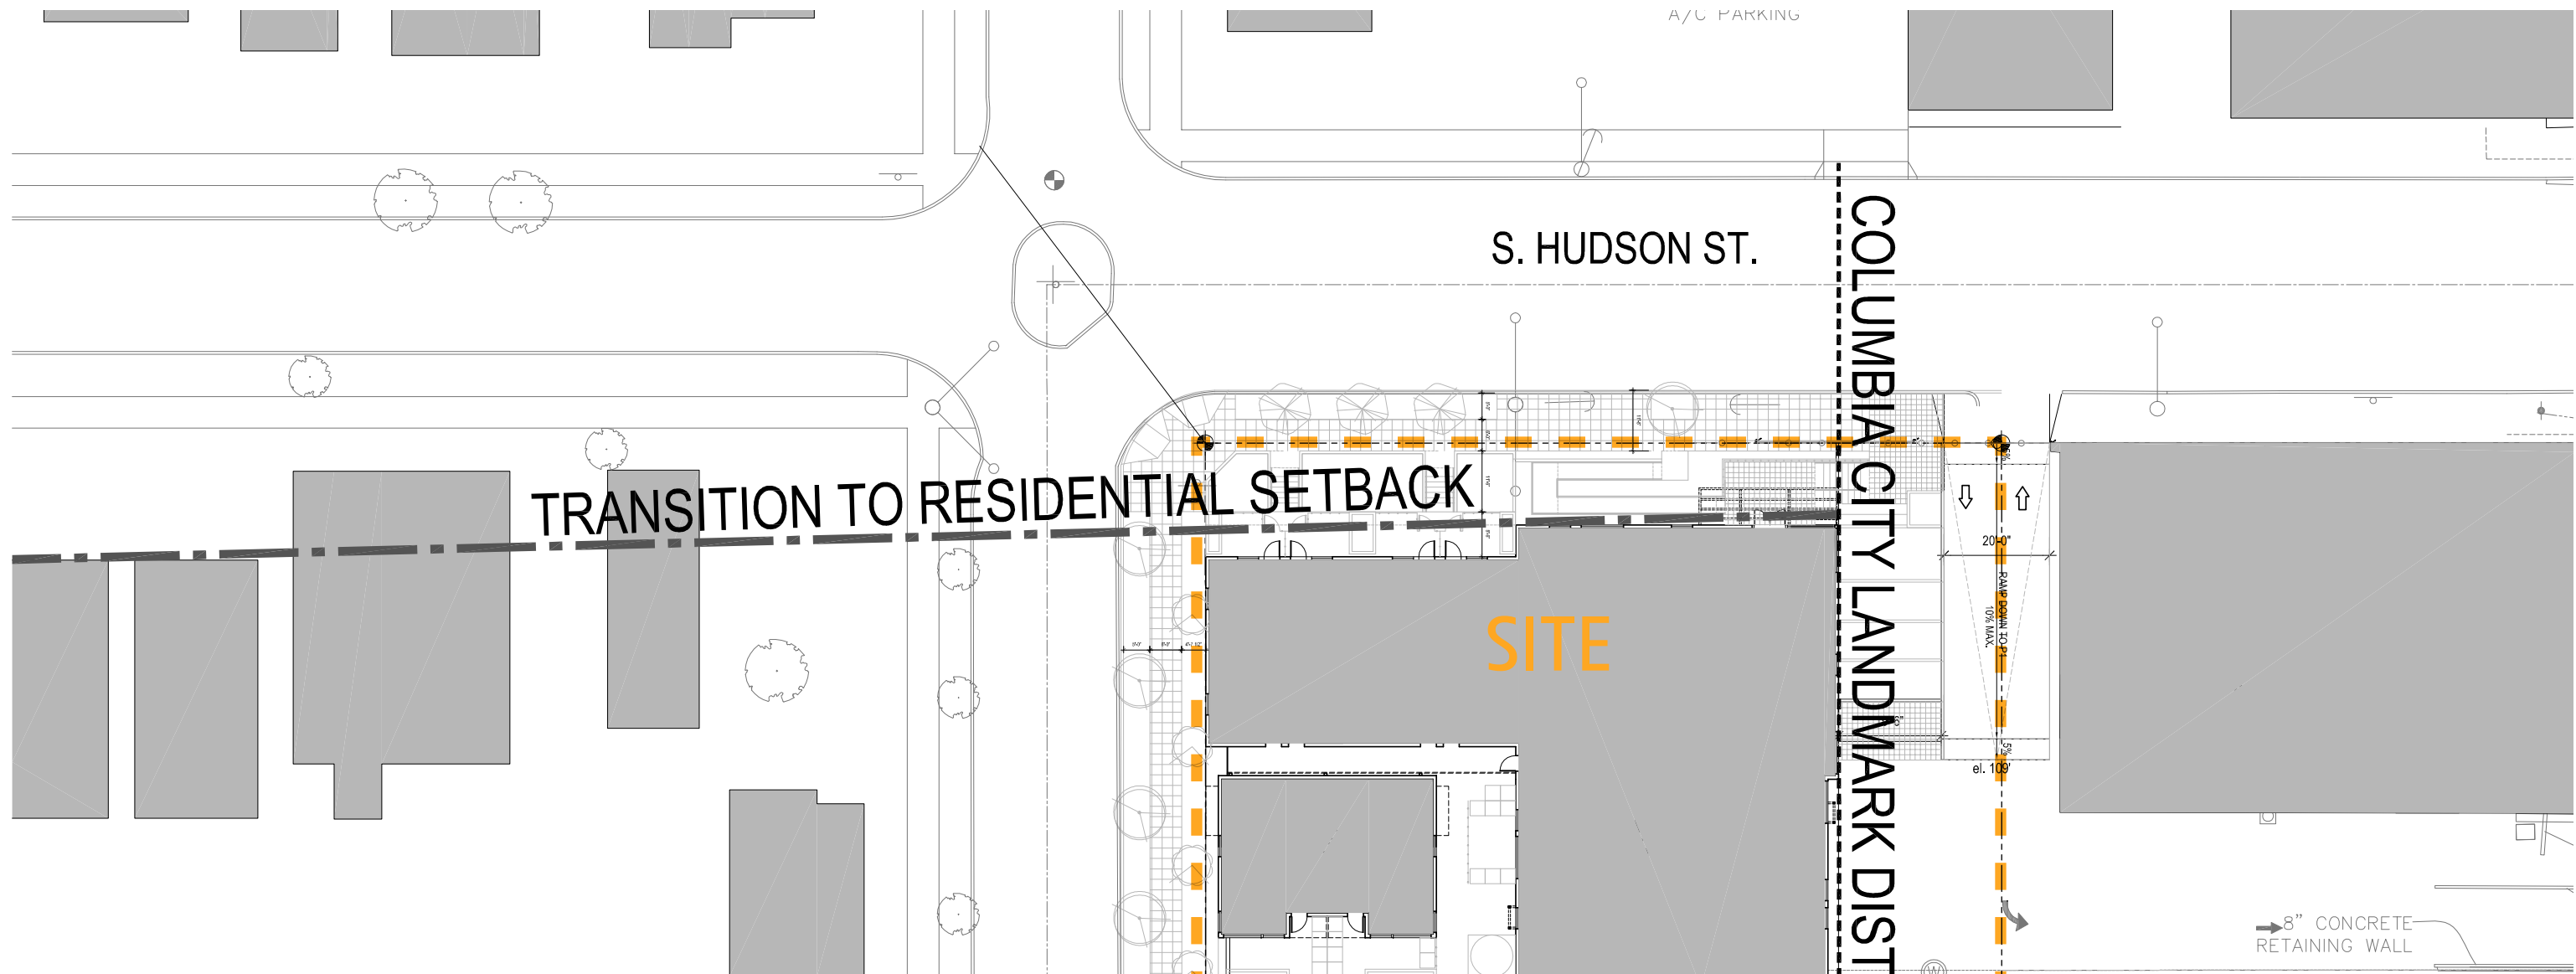 A/C PARKING
S. HUDSON ST.
COLUMBIA CITY LANDMARK DIST
TRANSITION TO RESIDENTIAL SETBACK
20'-0"
SITE
RAMP DOWN TO P1
10% MAX.
5%
el. 109'
8" CONCRETE
RETAINING WALL
W